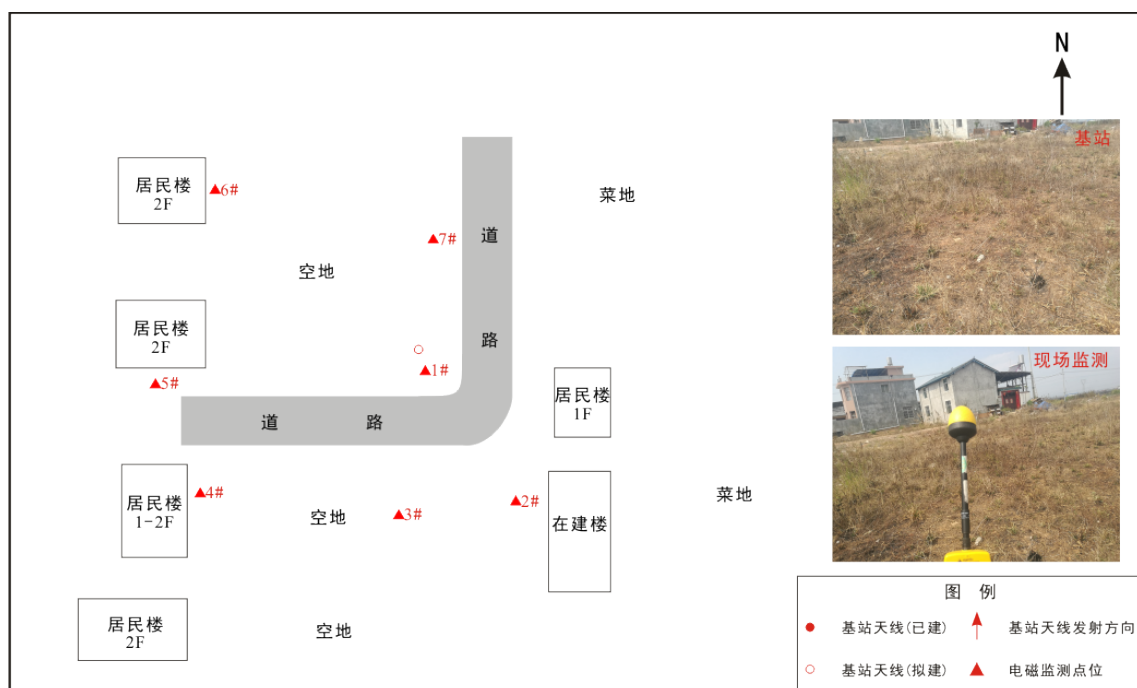 N
基站
居民楼
2F
▲6#
菜地
▲7#
道
路
空地
居民楼
2F
▲1#
▲5#
现场监测
居民楼
1F
道 路
居民楼
1-2F
▲4#
空地
▲3#
▲2#
在建楼
菜地
居民楼
2F
空地
图 例
基站天线(已建)
基站天线发射方向
基站天线(拟建)
电磁监测点位